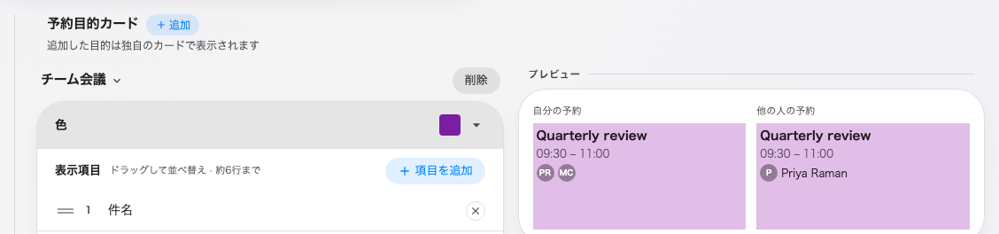 予約目的カード
+ 追加
追加した目的は独自のカードで表示されます
チーム会議
削除
色
表示項目 ドラッグして並べ替え · 約6行まで
+ 項目を追加
1 件名
プレビュー
自分の予約
Quarterly review
09:30 – 11:00
PR MC
他の人の予約
Quarterly review
09:30 – 11:00
P Priya Raman